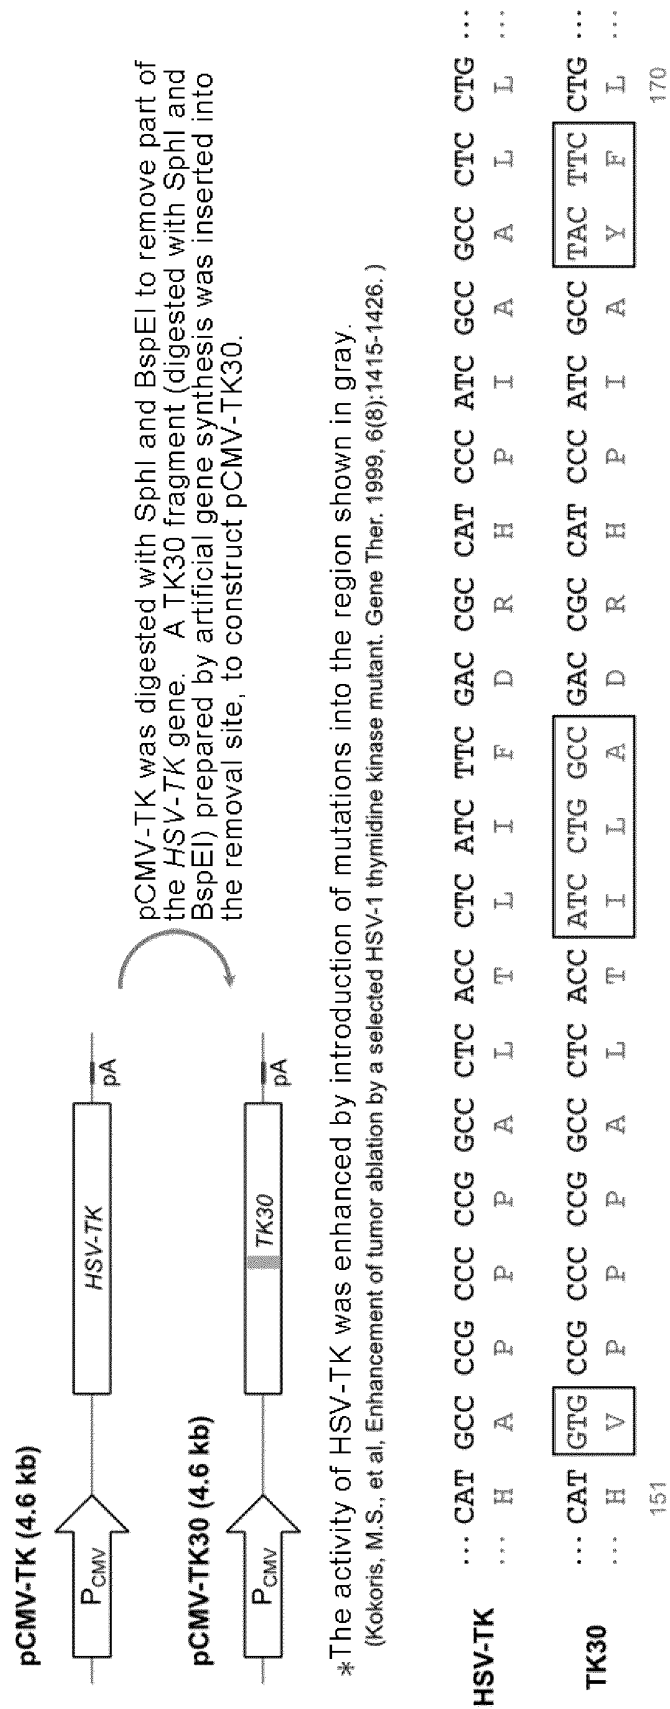 pCMV-TK (4.6 kb)
PCMV
HSV-TK
pA
pCMV-TK was digested with SphI and BspEI to remove part of
the HSV-TK gene. A TK30 fragment (digested with SphI and
BspEI) prepared by artificial gene synthesis was inserted into
the removal site, to construct pCMV-TK30.
pCMV-TK30 (4.6 kb)
PCMV
TK30
pA
*The activity of HSV-TK was enhanced by introduction of mutations into the region shown in gray.
(Kokoris, M.S., et al, Enhancement of tumor ablation by a selected HSV-1 thymidine kinase mutant. Gene Ther. 1999, 6(8):1415-1426. )
HSV-TK
... CAT GCC CCG CCC CCG GCC CTC ACC CTC ATC TTC GAC CGC CAT CCC ATC GCC GCC CTC CTG ...
... H A P P P A L T L I F D R H P I A A L L ...
TK30
... CAT GTG CCG CCC CCG GCC CTC ACC ATC CTG GCC GAC CGC CAT CCC ATC GCC TAC TTC CTG ...
... H V P P P A L T I L A D R H P I A Y F L ...
151 170